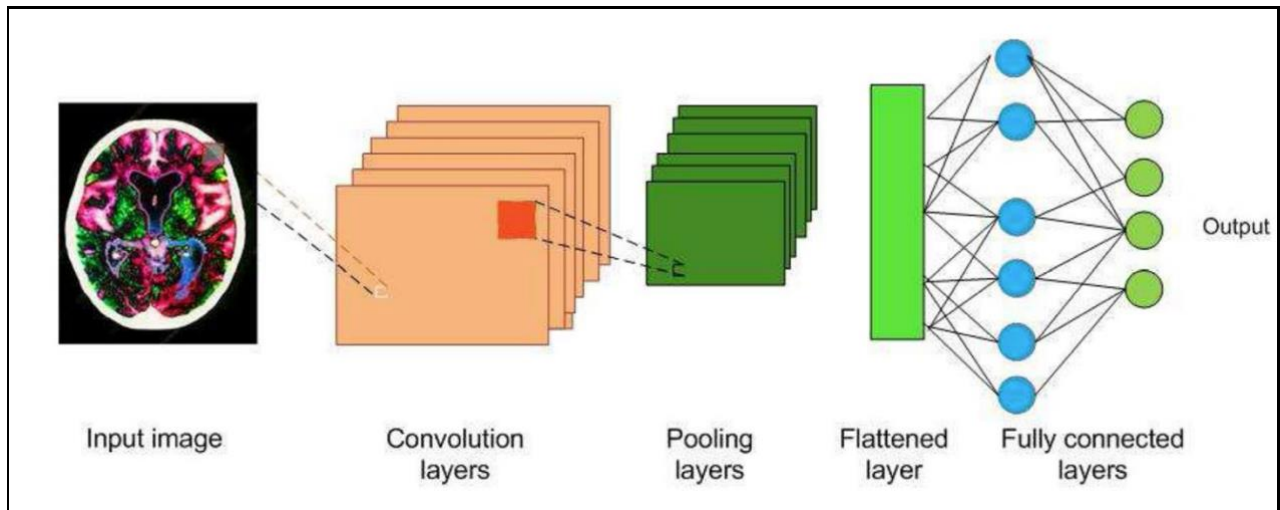 Output
Input image
Convolution
layers
Pooling
layers
Flattened
layer
Fully connected
layers